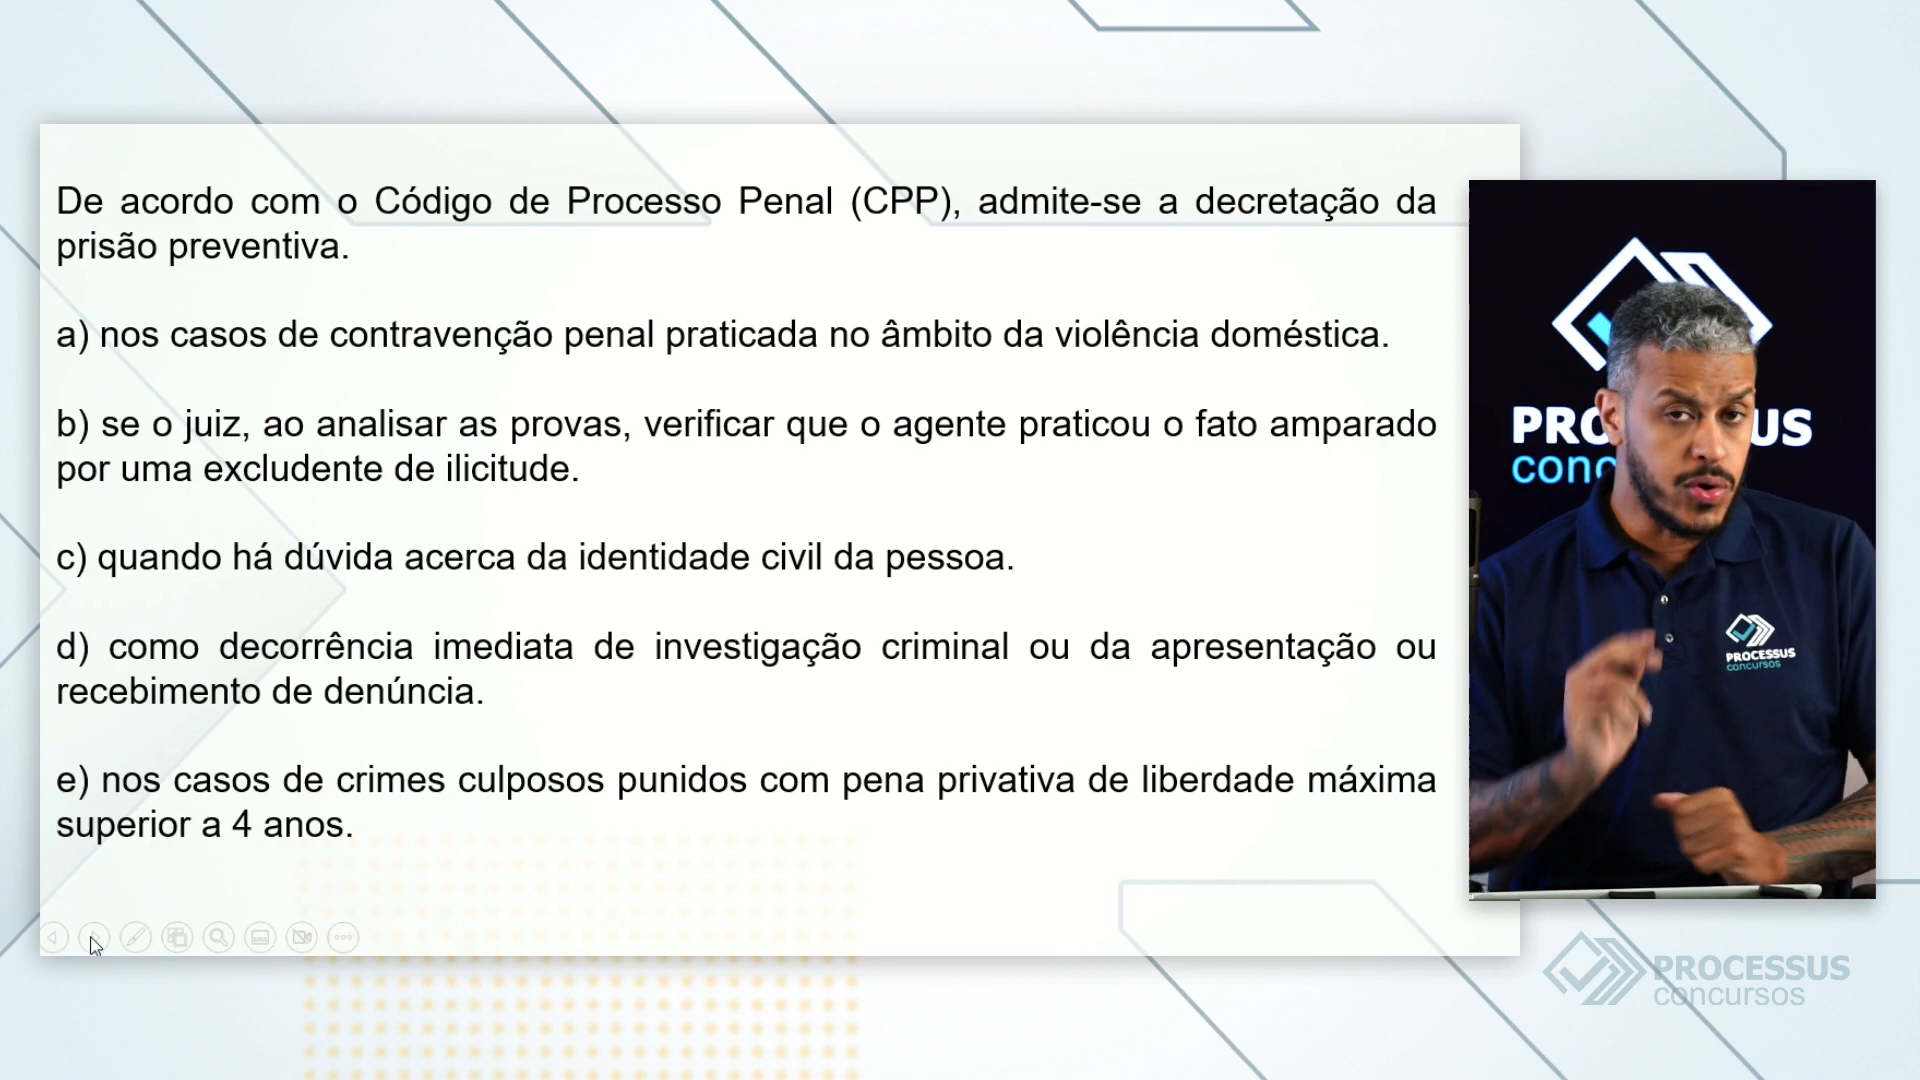 De acordo com o Código de Processo Penal (CPP), admite-se a decretação da
prisão preventiva.
a) nos casos de contravenção penal praticada no âmbito da violência doméstica.
b) se o juiz, ao analisar as provas, verificar que o agente praticou o fato amparado
por uma excludente de ilicitude.
c) quando há dúvida acerca da identidade civil da pessoa.
d) como decorrência imediata de investigação criminal ou da apresentação ou
recebimento de denúncia.
e) nos casos de crimes culposos punidos com pena privativa de liberdade máxima
superior a 4 anos.
PRO US
conc
PROCESSUS
concursos
PROCESSUS
concursos